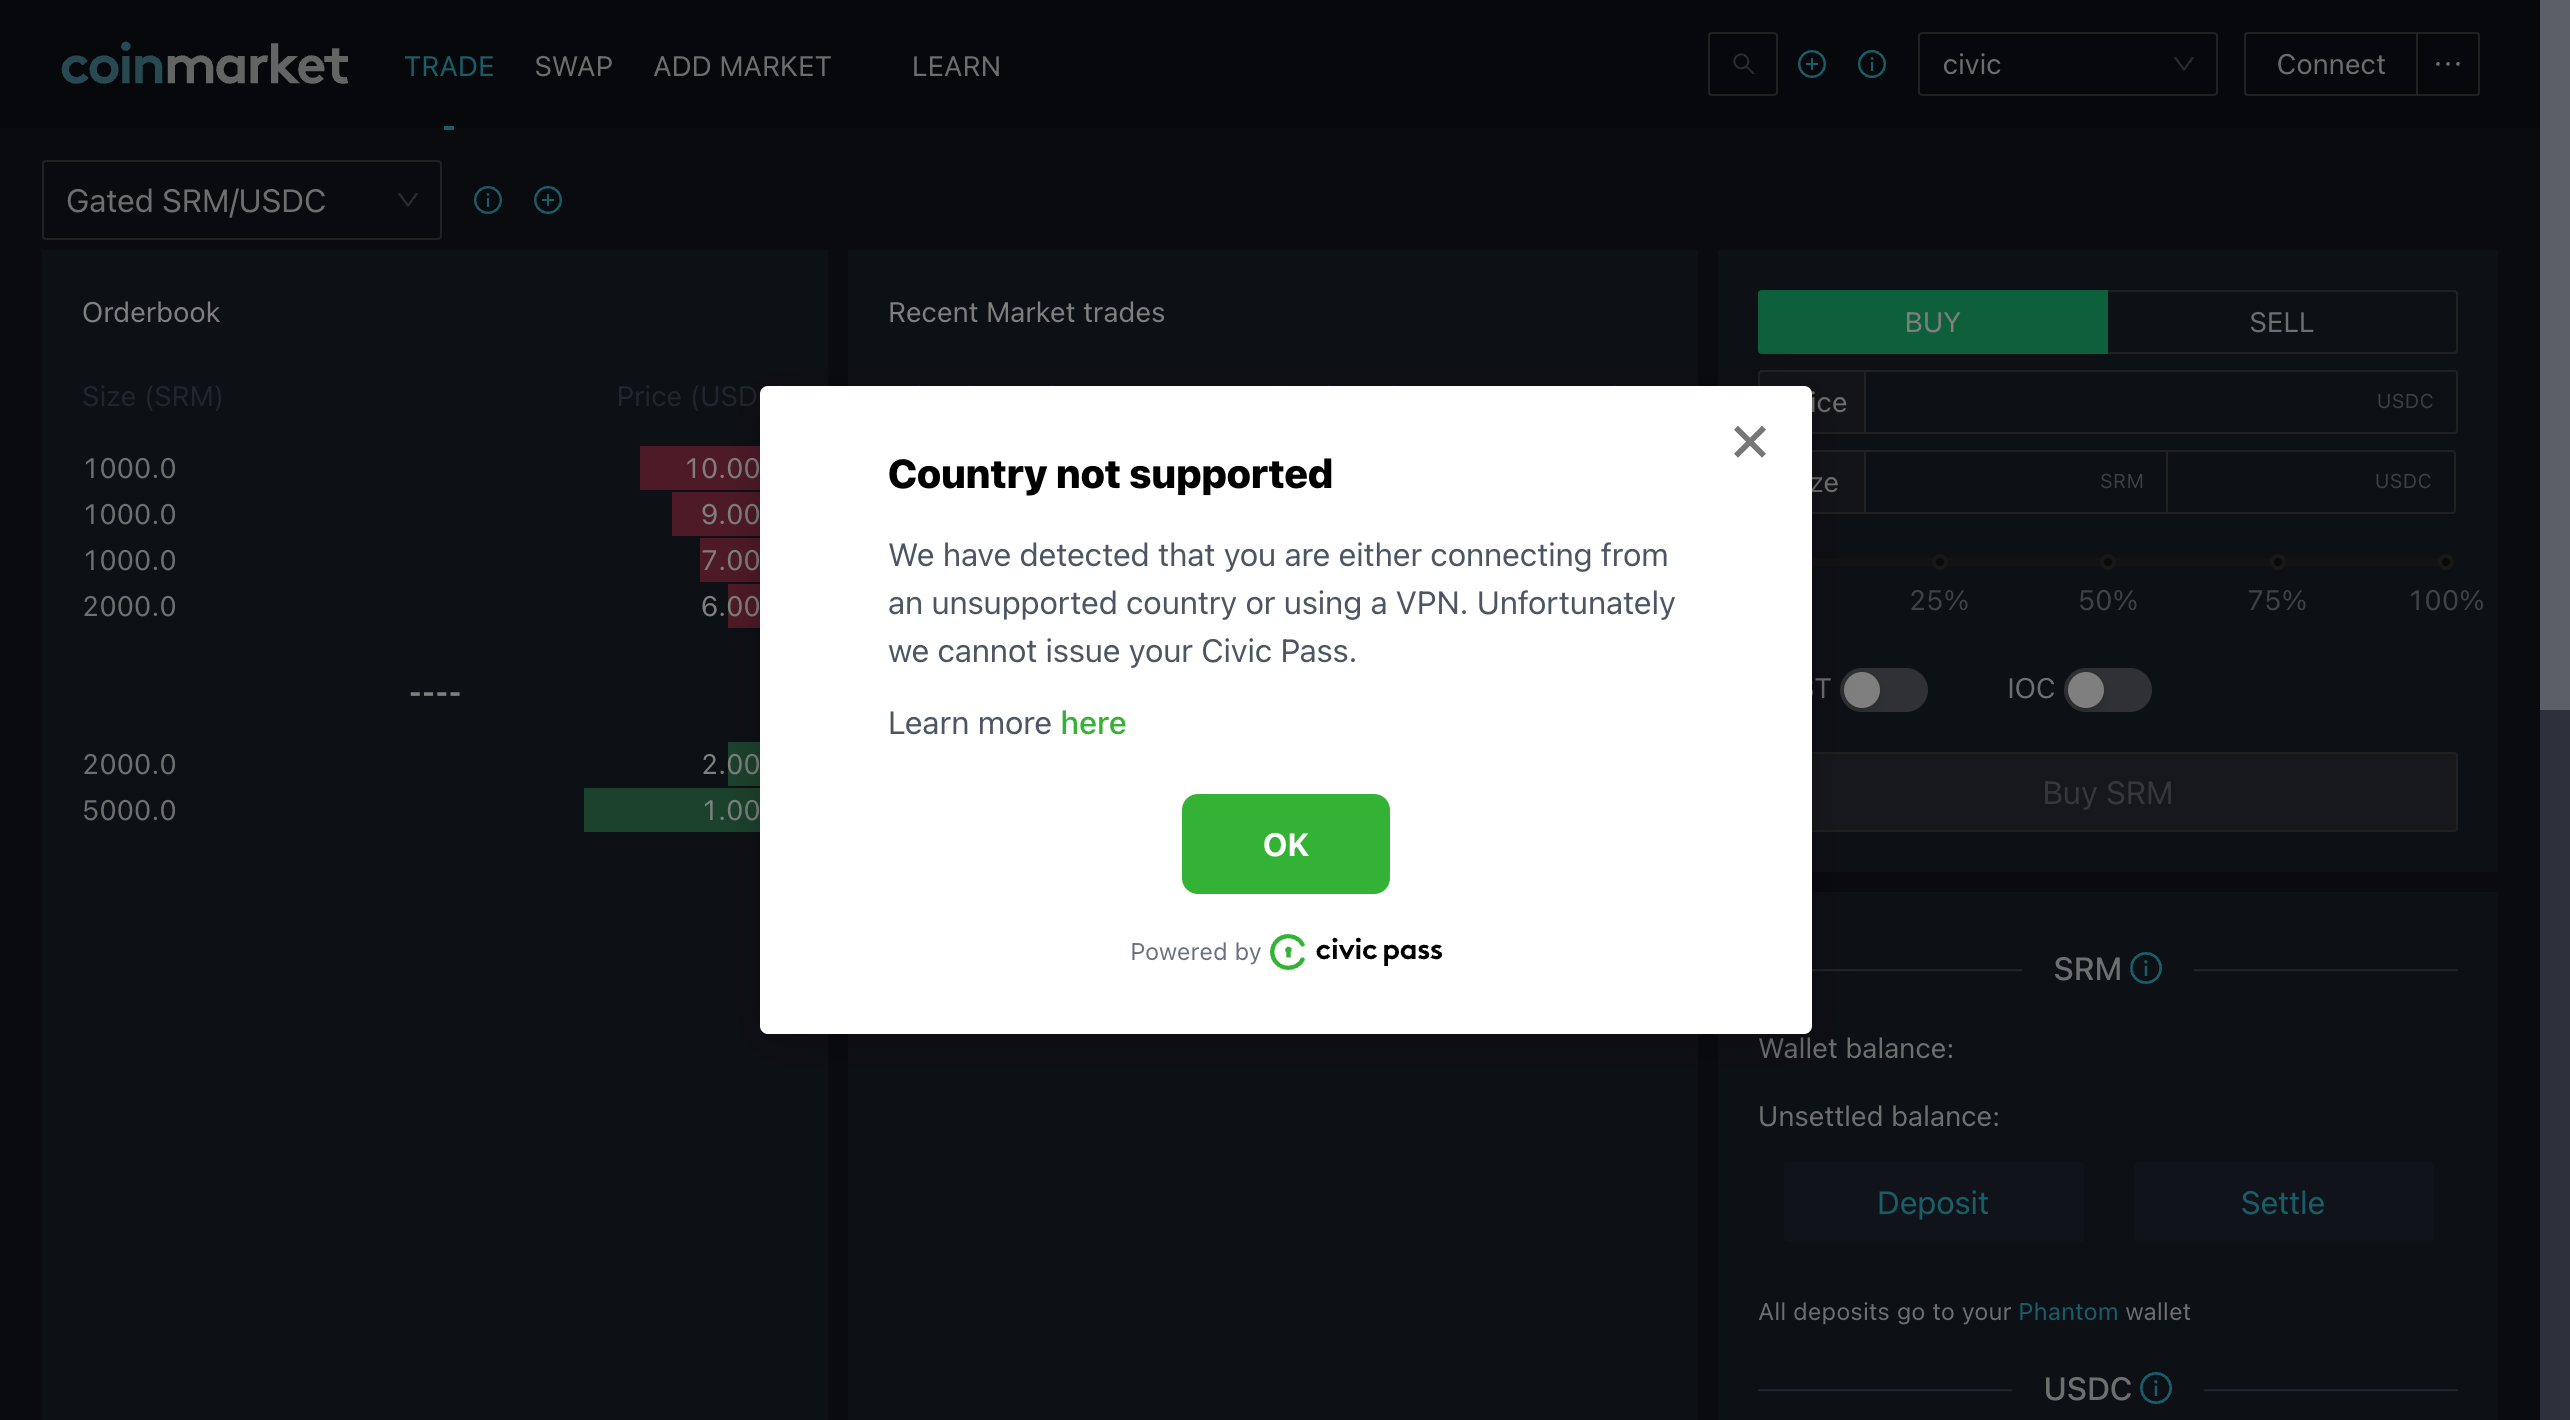 coinmarket TRADE SWAP ADD MARKET LEARN civic Connect ...
Gated SRM/USDC
Orderbook Recent Market trades BUY SELL
Size (SRM) Price (USD
USDC
1000.0 10.00
SRM USDC
1000.0 9.00
1000.0 7.00
2000.0 6.00
25% 50% 75% 100%
----
IOC
2000.0 2.00
Buy SRM
5000.0 1.00
Country not supported
We have detected that you are either connecting from
an unsupported country or using a VPN. Unfortunately
we cannot issue your Civic Pass.
Learn more here
OK
Powered by civic pass
SRM
Wallet balance:
Unsettled balance:
Deposit Settle
All deposits go to your Phantom wallet
USDC